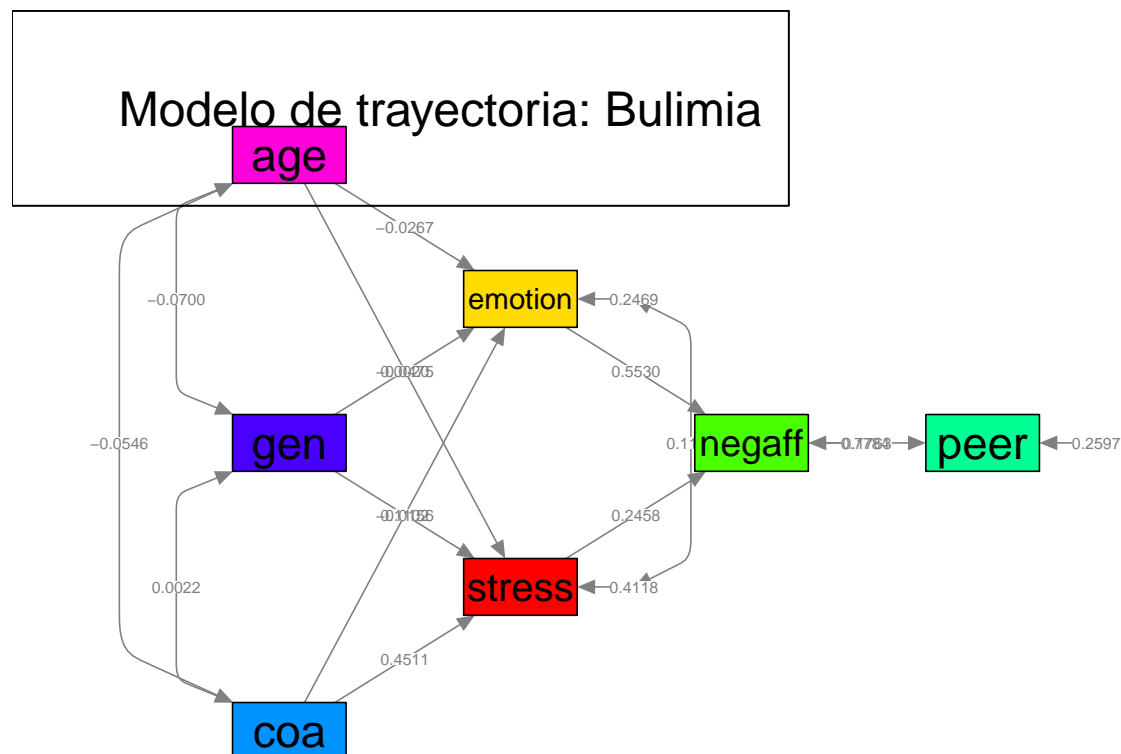 Modelo de trayectoria: Bulimia
age
−0.0267
emotion
−0.0700
0.2469
0.5530
gen
−0.0546
negaff
peer
0.2597
0.2458
stress
0.0022
0.4118
0.4511
coa